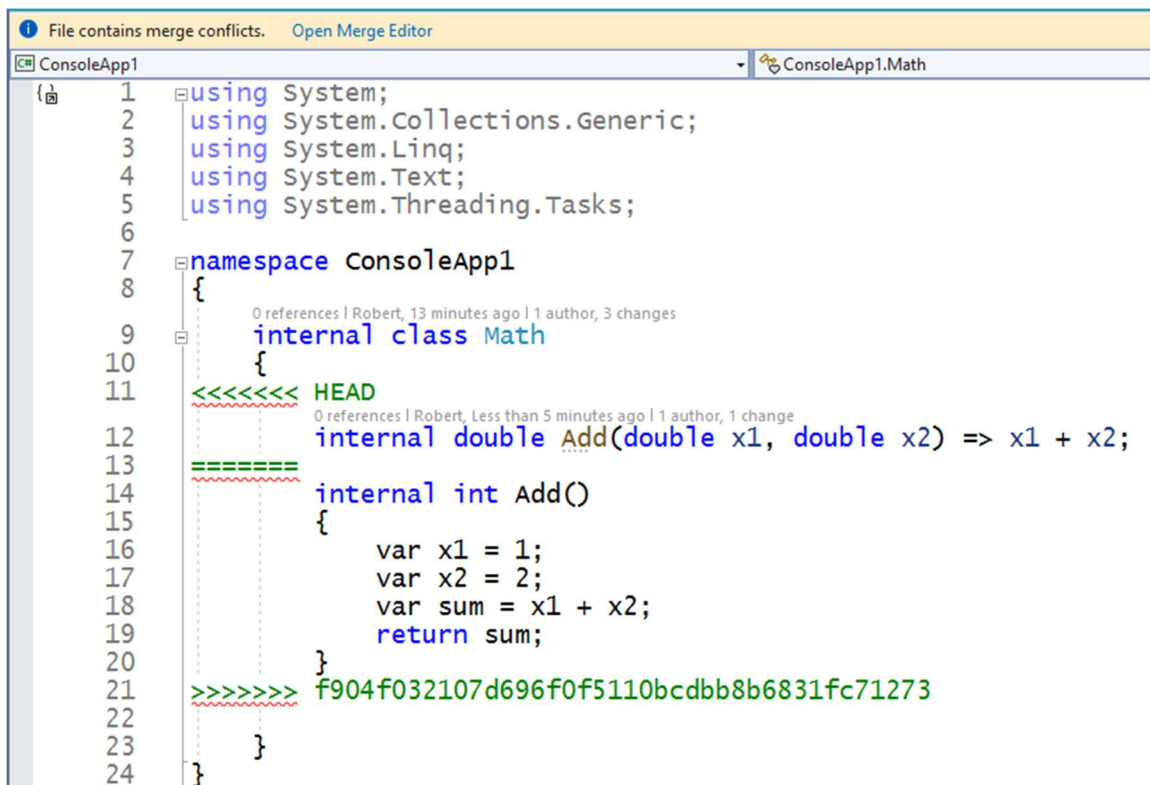 File contains merge conflicts. Open Merge Editor
C# ConsoleApp1 ConsoleApp1.Math
1 using System;
2 using System.Collections.Generic;
3 using System.Linq;
4 using System.Text;
5 using System.Threading.Tasks;
6
7 namespace ConsoleApp1
8 {
0 references | Robert, 13 minutes ago | 1 author, 3 changes
9 internal class Math
10 {
11 <<<<<<< HEAD
0 references | Robert, Less than 5 minutes ago | 1 author, 1 change
12 internal double Add(double x1, double x2) => x1 + x2;
13 =======
14 internal int Add()
15 {
16 var x1 = 1;
17 var x2 = 2;
18 var sum = x1 + x2;
19 return sum;
20 }
21 >>>>>>> f904f032107d696f0f5110bcdbb8b6831fc71273
22
23 }
24 }